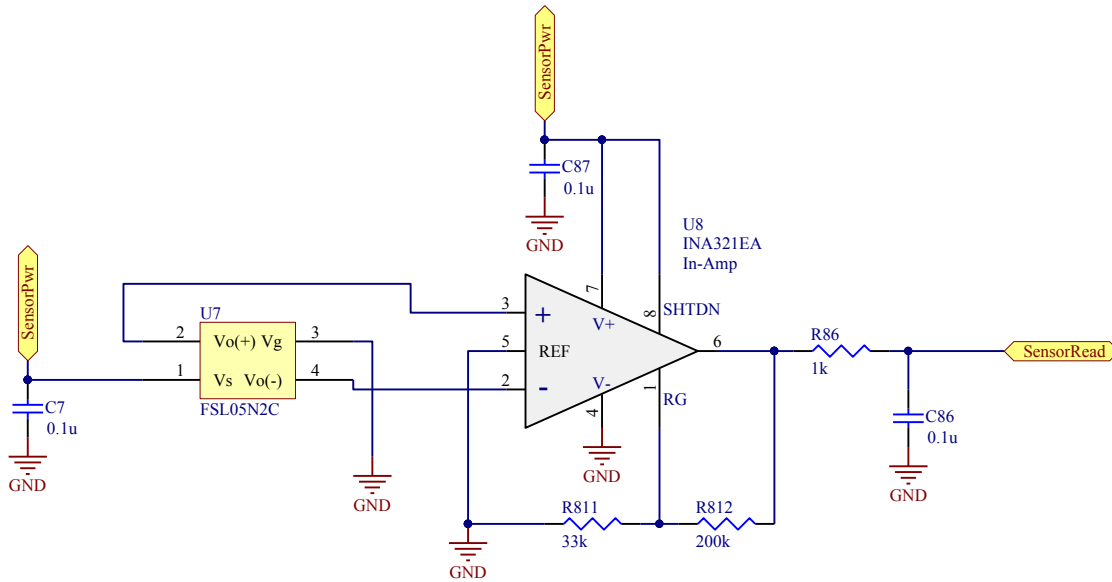 SensorPwr
C87
0.1u
GND
U8
INA321EA
In-Amp
SensorPwr
U7
2
Vo(+) Vg
3
1
Vs Vo(-)
4
FSL05N2C
C7
0.1u
GND
GND
3
+
7
V+
8
SHTDN
5
REF
6
2
-
V-
4
1
RG
GND
R86
1k
SensorRead
C86
0.1u
GND
R811
33k
R812
200k
GND